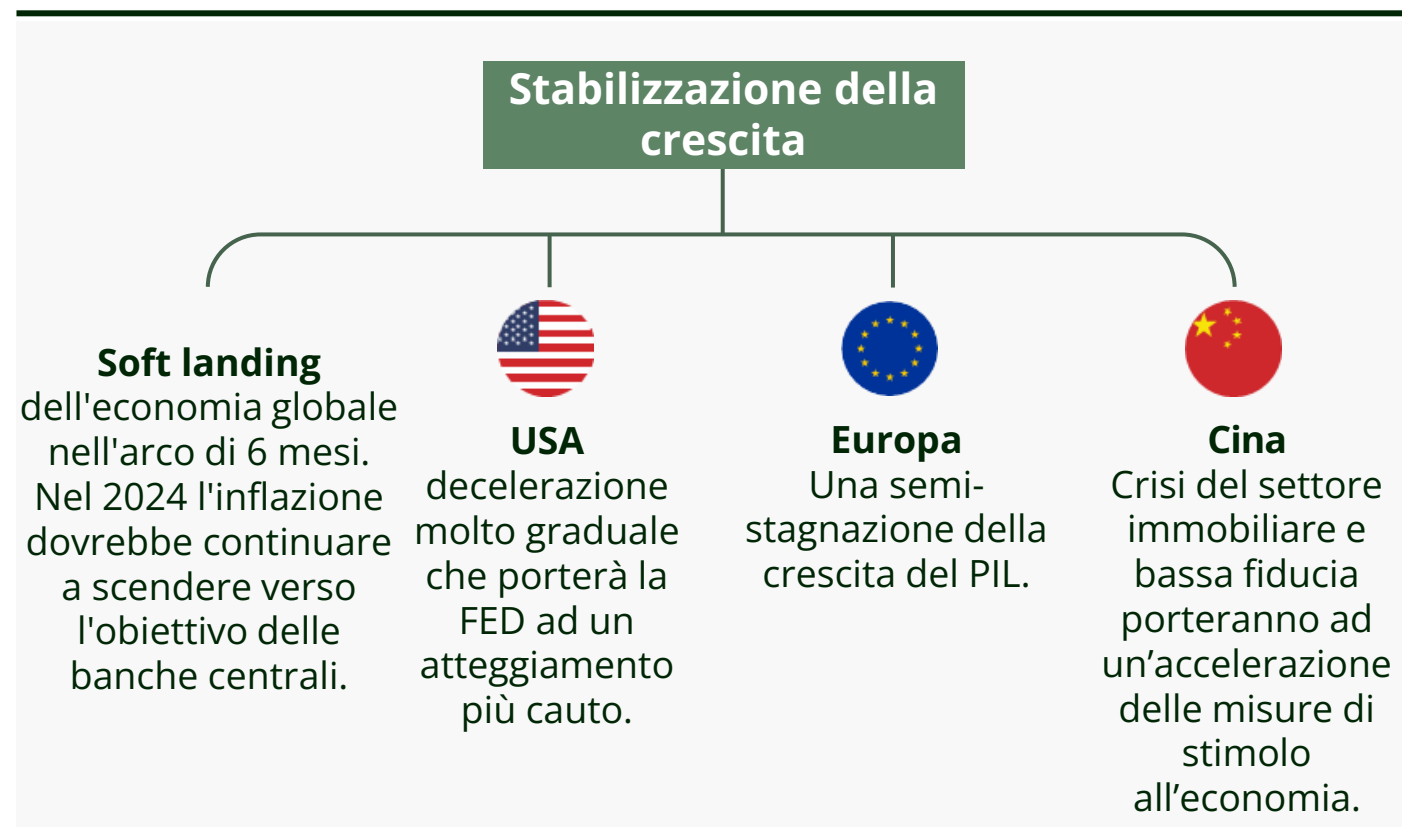 Stabilizzazione della
crescita
Soft landing
dell'economia globale
nell'arco di 6 mesi.
Nel 2024 l'inflazione
dovrebbe continuare
a scendere verso
l'obiettivo delle
banche centrali.
USA
decelerazione
molto graduale
che porterà la
FED ad un
atteggiamento
più cauto.
Europa
Una semi-
stagnazione della
crescita del PIL.
Cina
Crisi del settore
immobiliare e
bassa fiducia
porteranno ad
un’accelerazione
delle misure di
stimolo
all’economia.